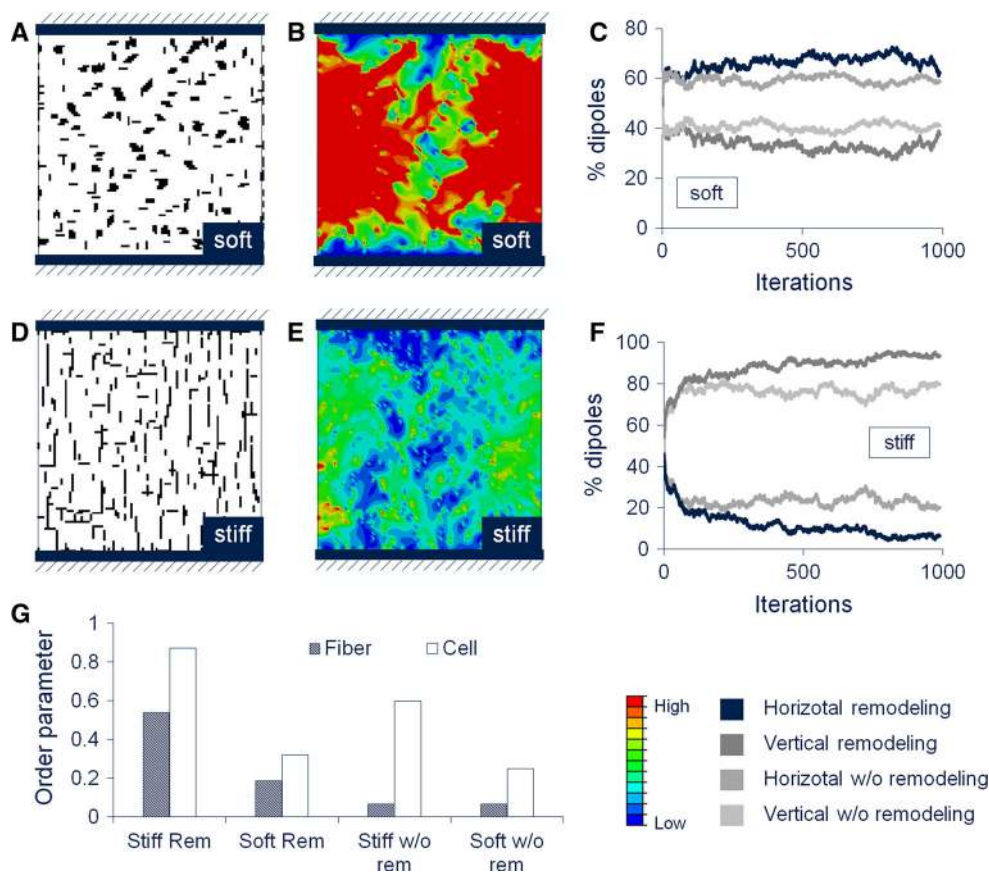 A
soft
B
soft
C
80
60
40
20
0
% dipoles
soft
0
500
1000
Iterations
D
stiff
E
stiff
F
100
80
60
40
20
0
% dipoles
stiff
0
500
1000
Iterations
G
1
0.8
0.6
0.4
0.2
0
Order parameter
Fiber
Cell
Stiff Rem
Soft Rem
Stiff w/o
rem
Soft w/o
rem
High
Low
Horizotal remodeling
Vertical remodeling
Horizotal w/o remodeling
Vertical w/o remodeling